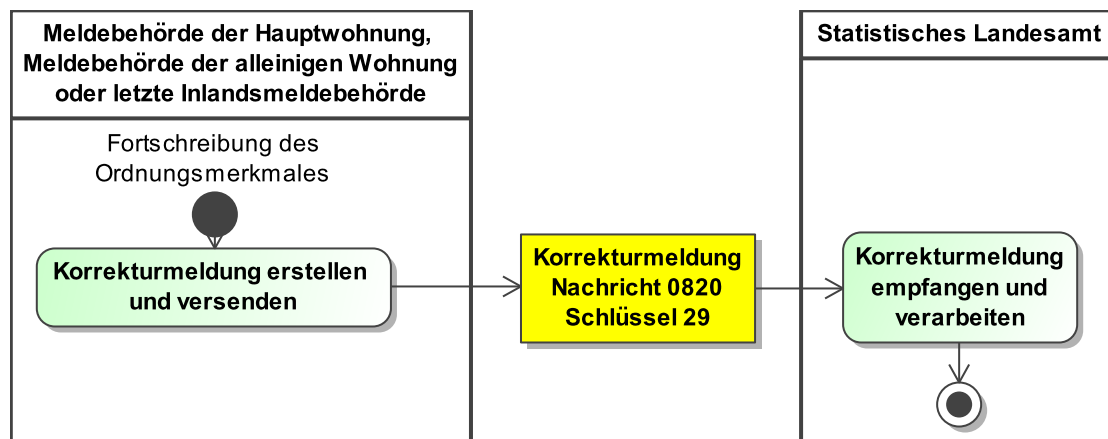 Meldebehörde der Hauptwohnung,
Meldebehörde der alleinigen Wohnung
oder letzte Inlandsmeldebehörde
Fortschreibung des
Ordnungsmerkmales
Korrekturmeldung erstellen
und versenden
Korrekturmeldung
Nachricht 0820
Schlüssel 29
Statistisches Landesamt
Korrekturmeldung
empfangen und
verarbeiten